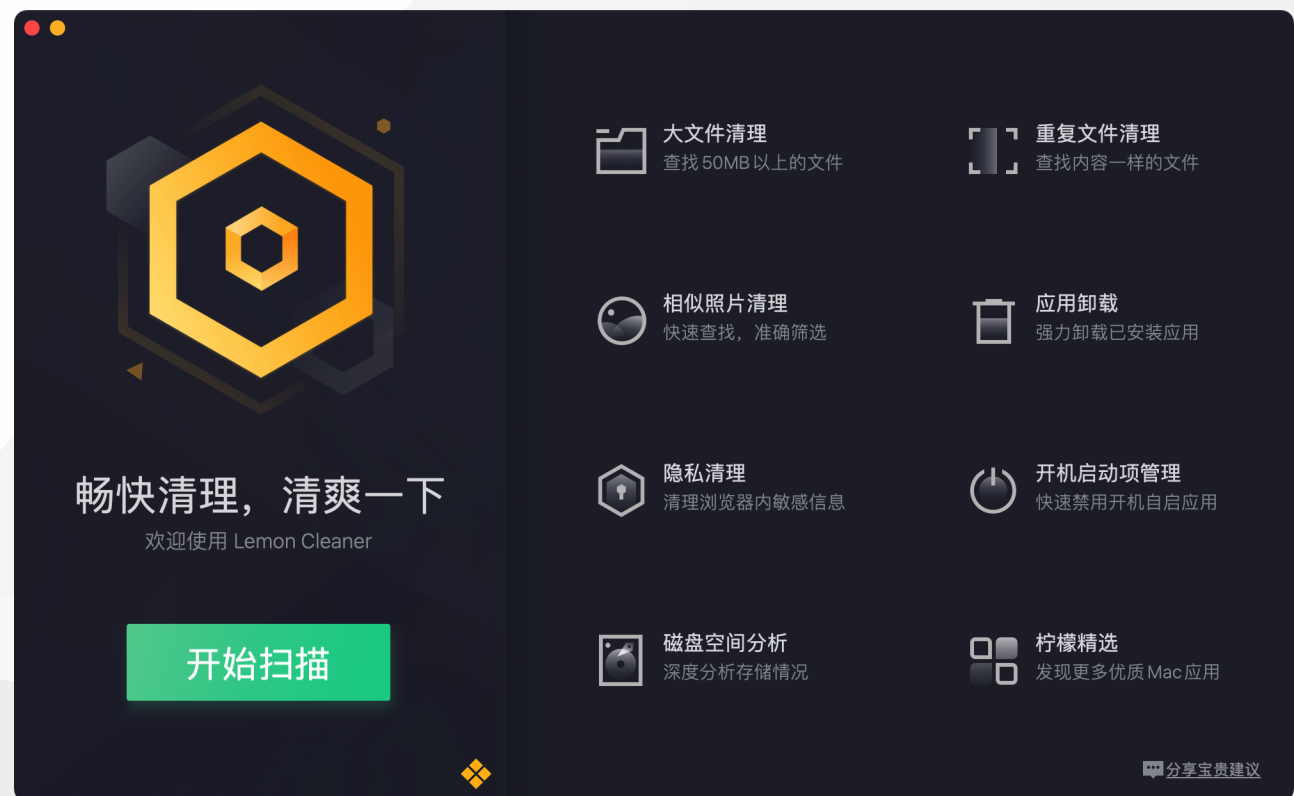 畅快清理，清爽一下
欢迎使用 Lemon Cleaner
开始扫描
大文件清理
查找 50MB 以上的文件
重复文件清理
查找内容一样的文件
相似照片清理
快速查找，准确筛选
应用卸载
强力卸载已安装应用
隐私清理
清理浏览器内敏感信息
开机启动项管理
快速禁用开机自启应用
磁盘空间分析
深度分析存储情况
柠檬精选
发现更多优质 Mac 应用
分享宝贵建议